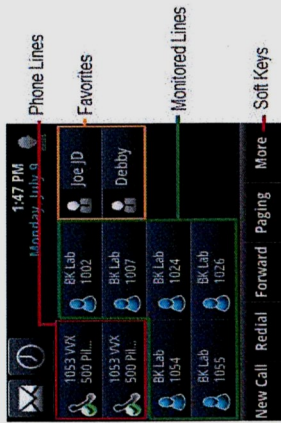 1:47 PM
Monday, July 9
Phone Lines
Favorites
Monitored Lines
Soft Keys
1053 VVX
500 Pil...
BK Lab
1002
Joe JD
1053 VVX
500 Pil...
BK Lab
1007
Debby
BK Lab
1054
BK Lab
1024
BK Lab
1055
BK Lab
1026
New Call
Redial
Forward
Paging
More